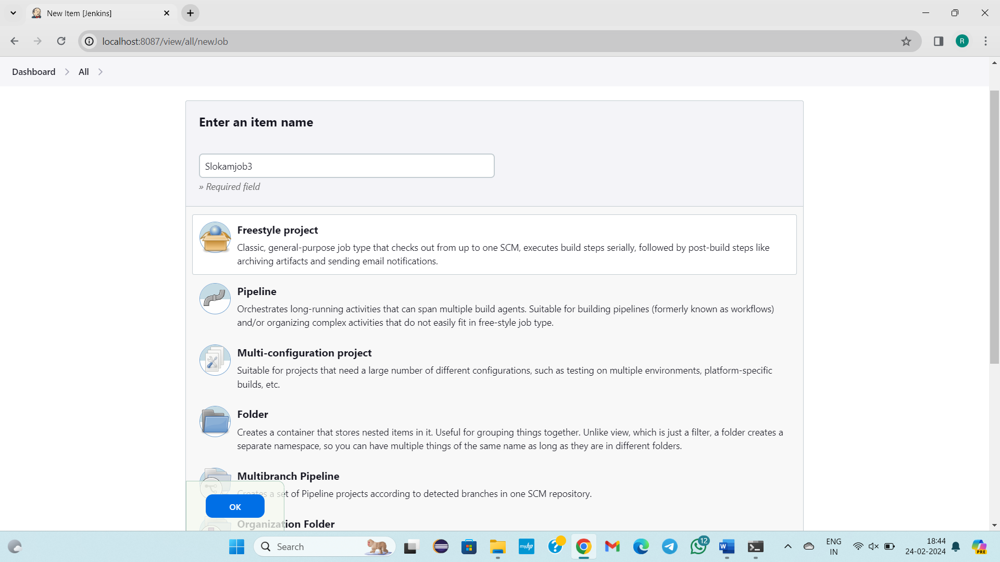 New Item [Jenkins]
localhost:8087/view/all/newJob
R
Dashboard
All
Enter an item name
Slokamjob3
» Required field
Freestyle project
Classic, general-purpose job type that checks out from up to one SCM, executes build steps serially, followed by post-build steps like
archiving artifacts and sending email notifications.
Pipeline
Orchestrates long-running activities that can span multiple build agents. Suitable for building pipelines (formerly known as workflows)
and/or organizing complex activities that do not easily fit in free-style job type.
Multi-configuration project
Suitable for projects that need a large number of different configurations, such as testing on multiple environments, platform-specific
builds, etc.
Folder
Creates a container that stores nested items in it. Useful for grouping things together. Unlike view, which is just a filter, a folder creates a
separate namespace, so you can have multiple things of the same name as long as they are in different folders.
Multibranch Pipeline
Creates a set of Pipeline projects according to detected branches in one SCM repository.
OK
Organization Folder
Search
myhp
12
W
ENG
IN
18:44
24-02-2024
PRE